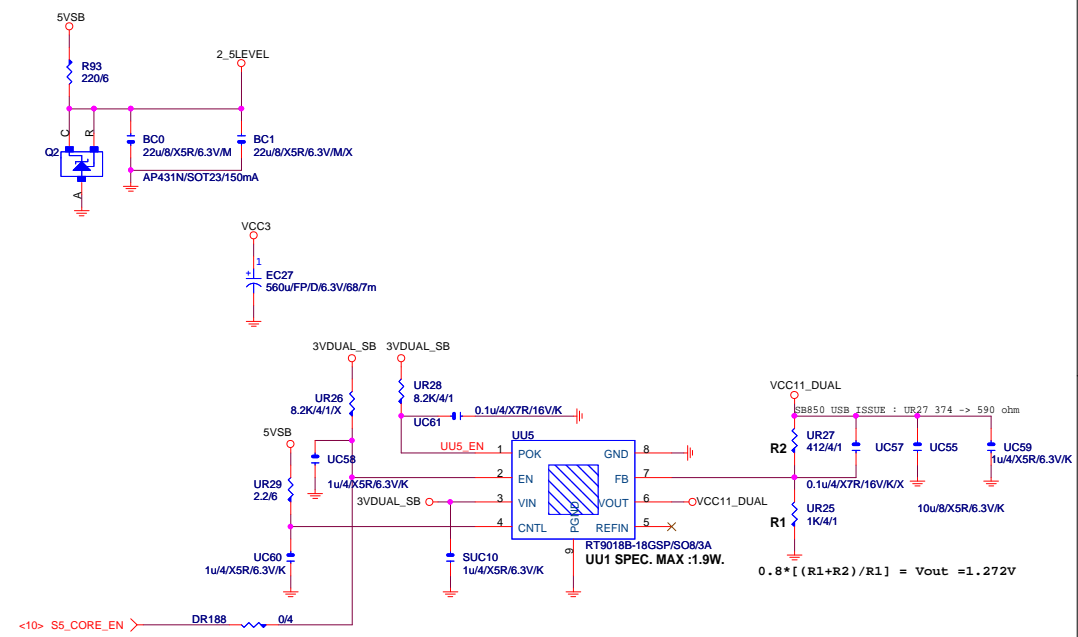 5VSB
2_5LEVEL
R93
220/6
C
R
Q2
BC0
22u/8/X5R/6.3V/M
BC1
22u/8/X5R/6.3V/M/X
AP431N/SOT23/150mA
A
VCC3
1
+
EC27
560u/FP/D/6.3V/68/7m
3VDUAL_SB
3VDUAL_SB
UR26
8.2K/4/1/X
UR28
8.2K/4/1
0.1u/4/X7R/16V/K
UC61
VCC11_DUAL
SB850 USB ISSUE : UR27 374 -> 590 ohm
5VSB
UU5_EN
UU5
UC58
1u/4/X5R/6.3V/K
UR29
2.2/6
3VDUAL_SB
1
POK
GND
8
2
EN
FB
7
3
VIN
VOUT
6
VCC11_DUAL
4
CNTL
PGND
REFIN
5
9
R2
UR27
412/4/1
UC57
UC55
UC59
1u/4/X5R/6.3V/K
0.1u/4/X7R/16V/K/X
R1
UR25
1K/4/1
10u/8/X5R/6.3V/K
UC60
1u/4/X5R/6.3V/K
SUC10
1u/4/X5R/6.3V/K
RT9018B-18GSP/SO8/3A
UU1 SPEC. MAX :1.9W.
0.8*[(R1+R2)/R1] = Vout =1.272V
<10> S5_CORE_EN
DR188
0/4